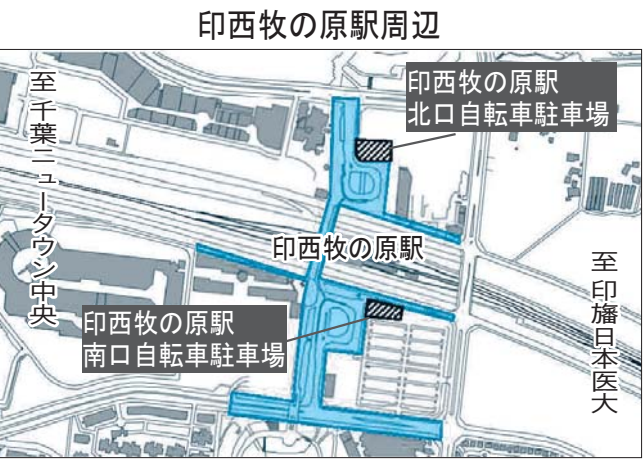 印西牧の原駅周辺
至 千葉ニュータウン中央
印西牧の原駅
北口自転車駐車場
印西牧の原駅
至 印旛日本医大
印西牧の原駅
南口自転車駐車場